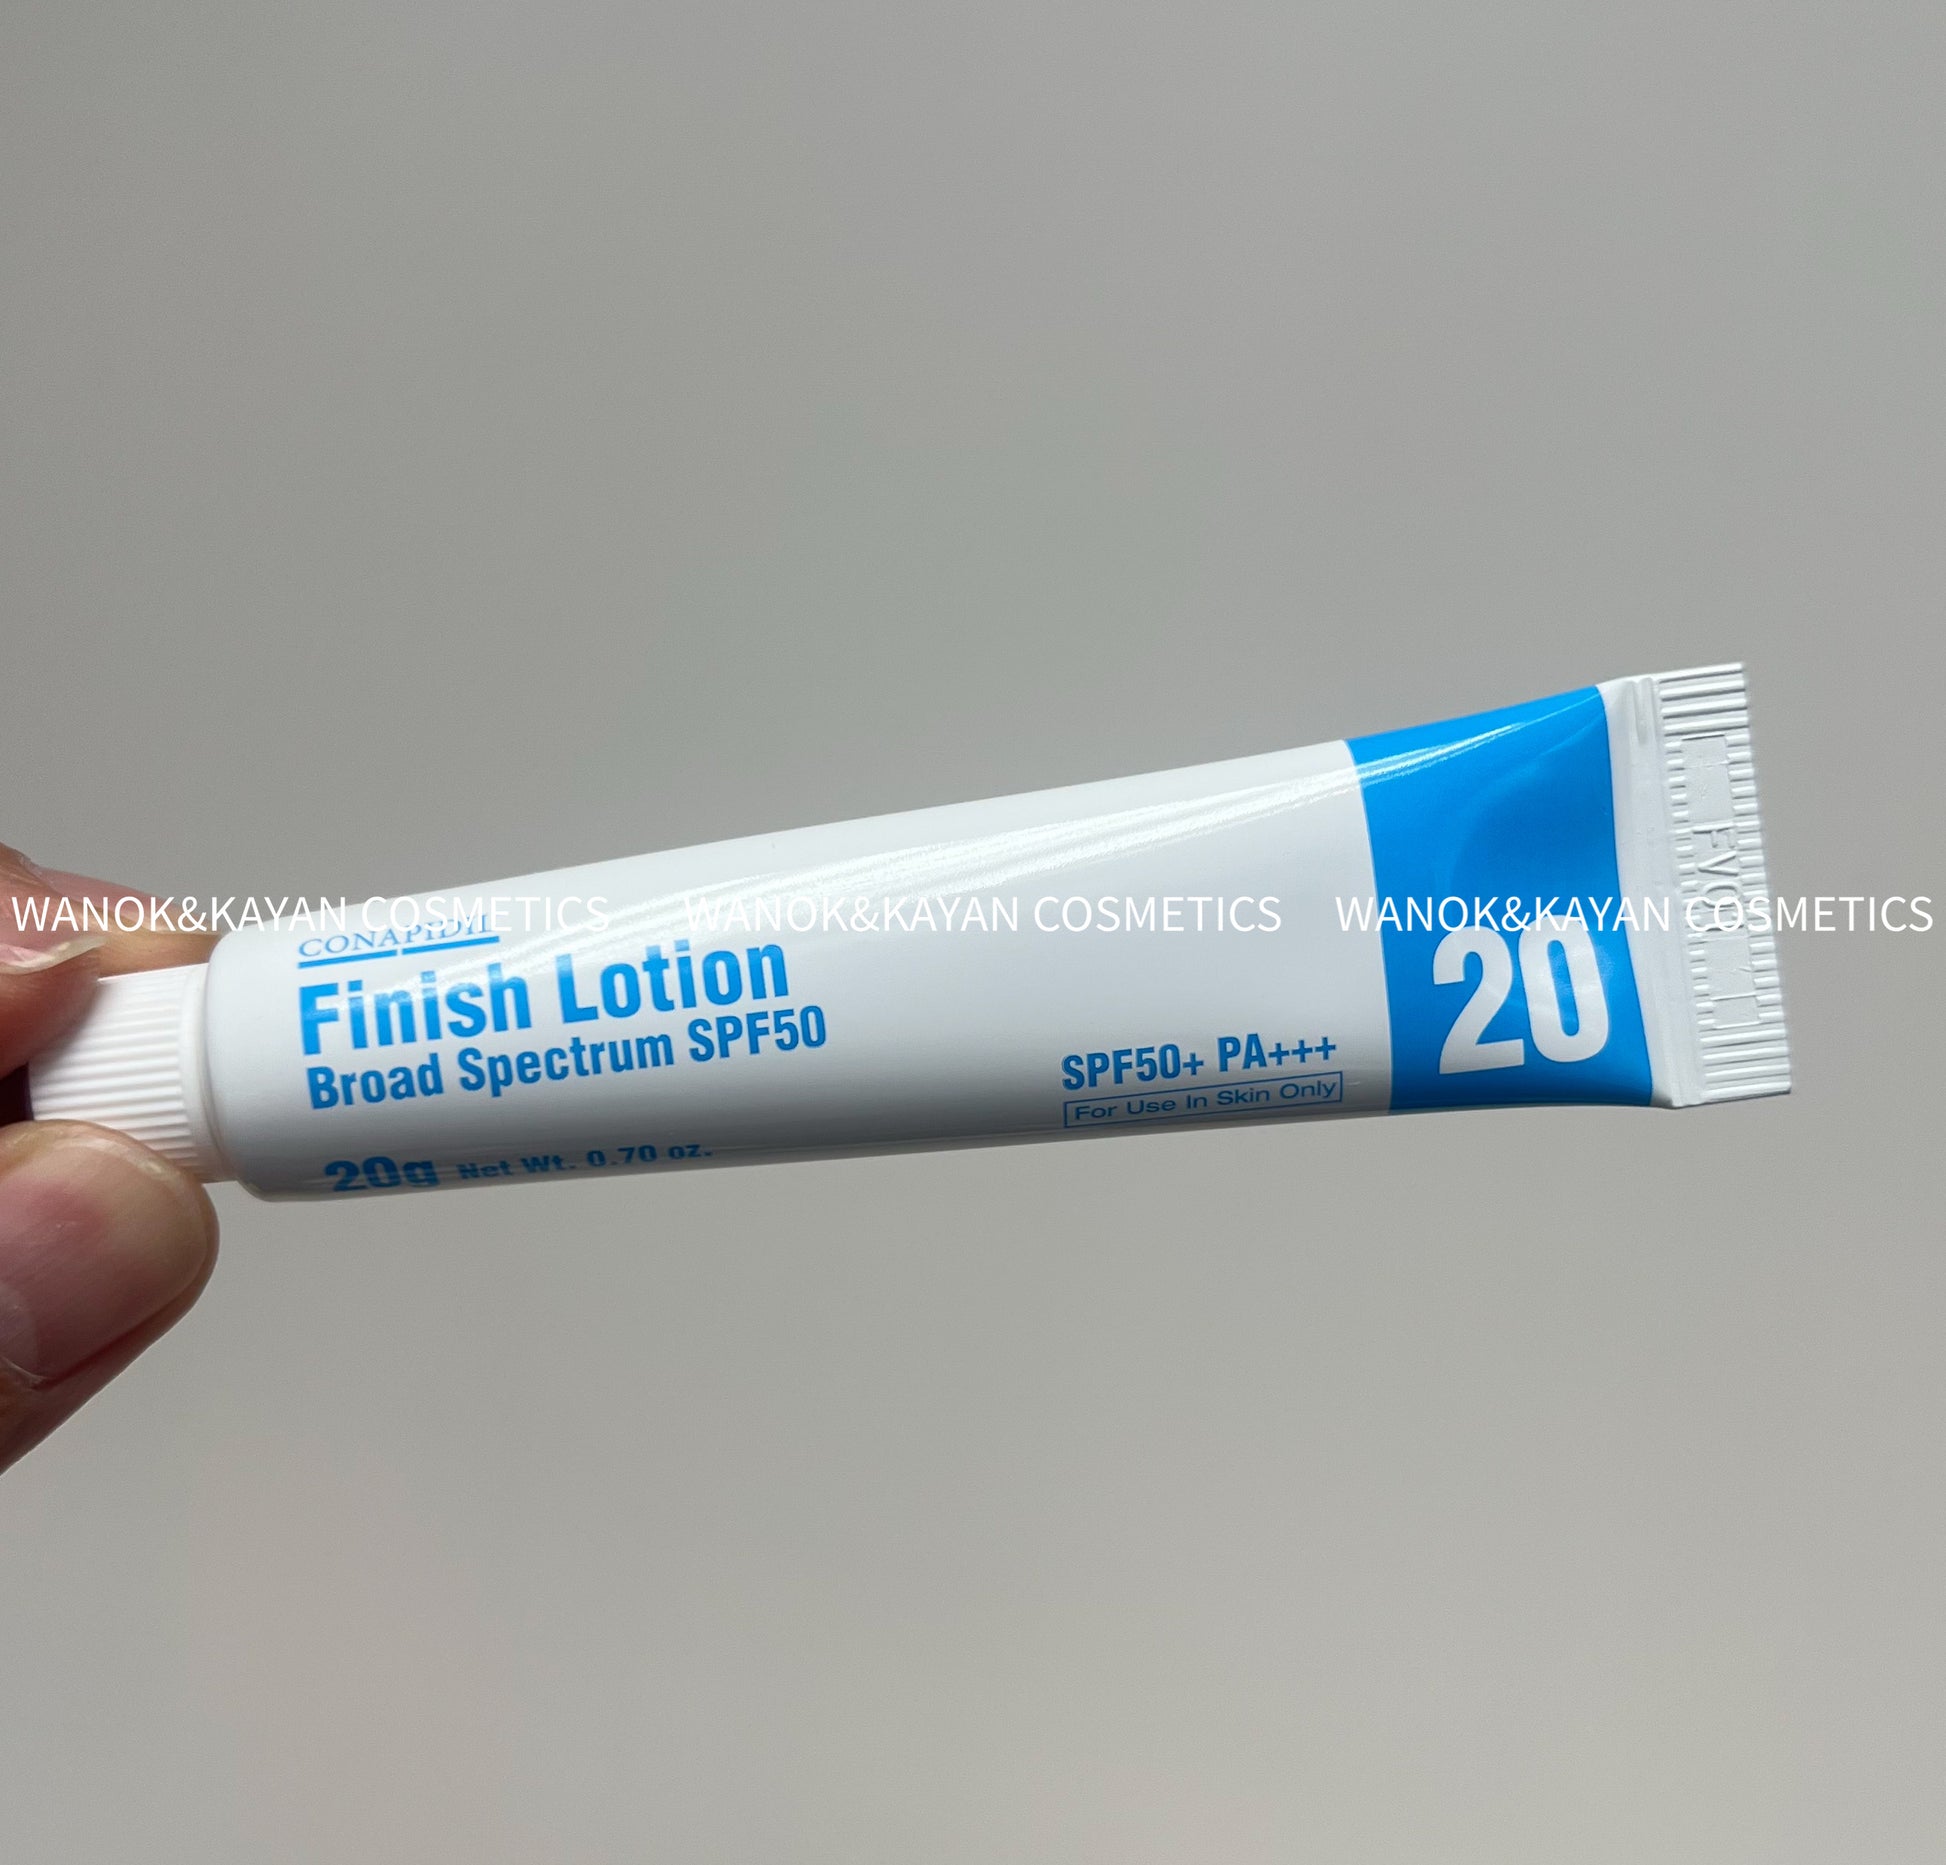 WANOK&KAYAN COSMETICS WANOK&KAYAN COSMETICS WANOK&KAYAN COSMETICS
CONAPIDIL
Finish Lotion
Broad Spectrum SPF50
20g Net Wt. 0.70 oz.
SPF50+ PA+++
For Use In Skin Only
20